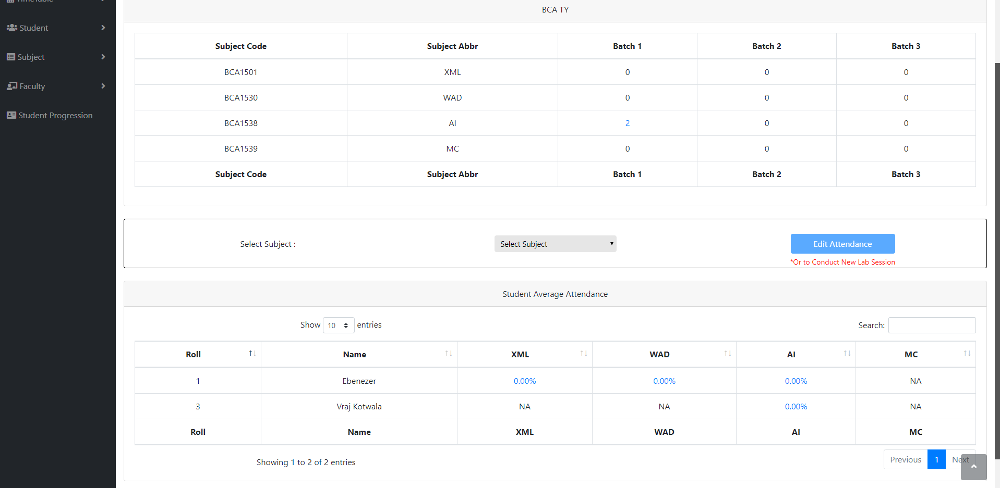 TimeTable
Student
Subject
Faculty
Student Progression
BCA TY
Subject Code Subject Abbr Batch 1 Batch 2 Batch 3
BCA1501 XML 0 0 0
BCA1530 WAD 0 0 0
BCA1538 AI 2 0 0
BCA1539 MC 0 0 0
Subject Code Subject Abbr Batch 1 Batch 2 Batch 3
Select Subject : Select Subject Edit Attendance
*Or to Conduct New Lab Session
Student Average Attendance
Show 10 entries Search:
Roll Name XML WAD AI MC
1 Ebenezer 0.00% 0.00% 0.00% NA
3 Vraj Kotwala NA NA 0.00% NA
Roll Name XML WAD AI MC
Showing 1 to 2 of 2 entries Previous 1 Next